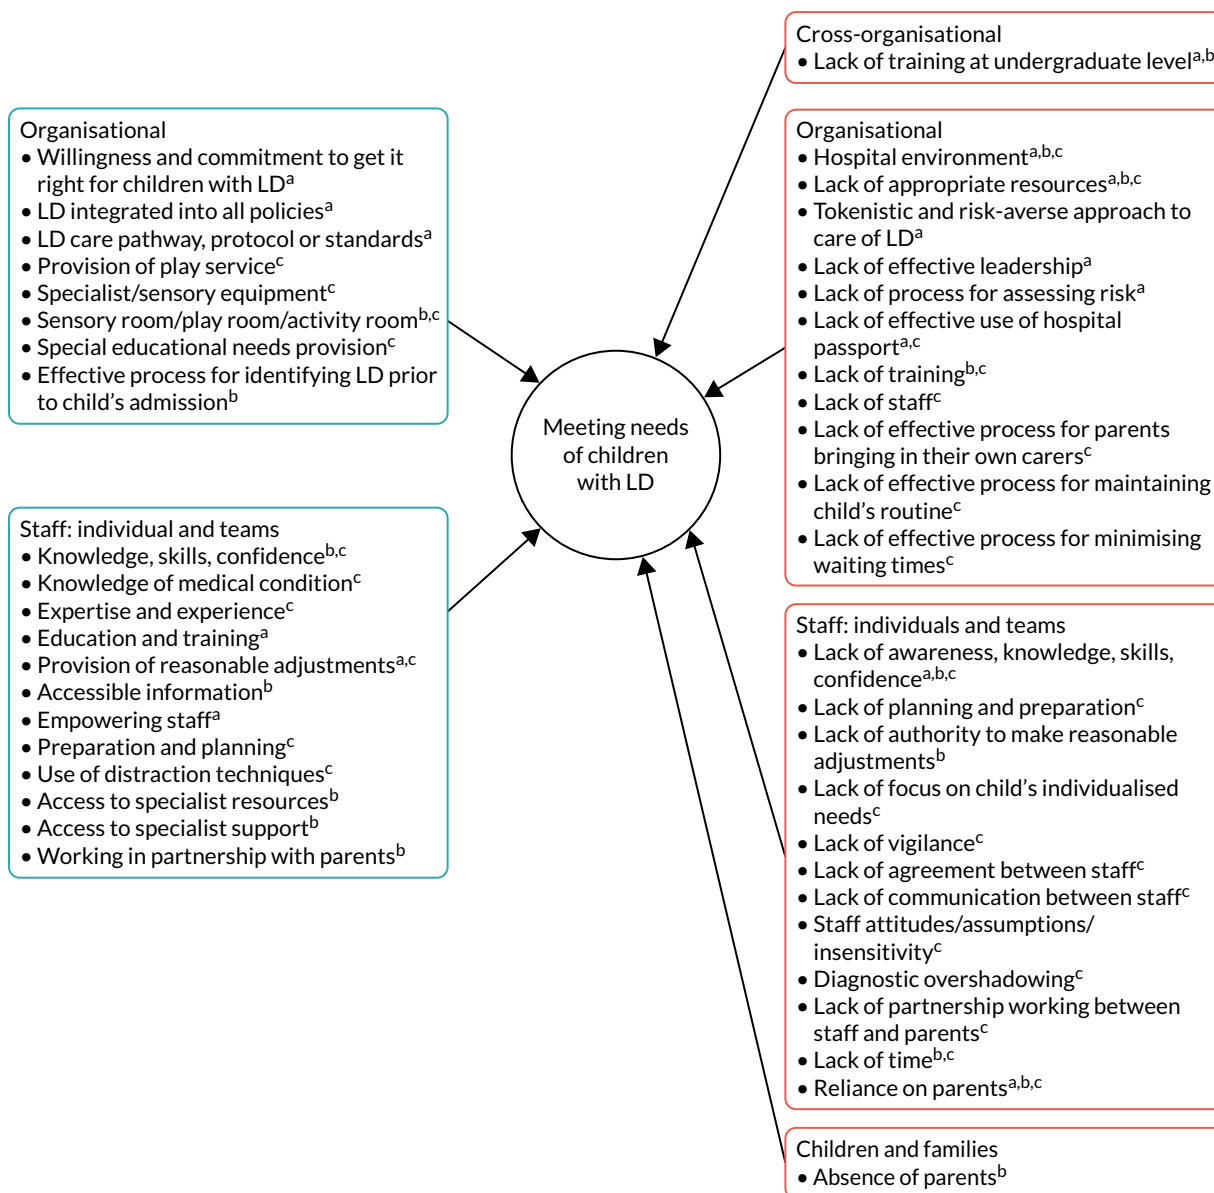 Cross-organisational
• Lack of training at undergraduate levelᵃ,ᵇ
Organisational
• Willingness and commitment to get it
right for children with LDᵃ
• LD integrated into all policiesᵃ
• LD care pathway, protocol or standardsᵃ
• Provision of play serviceᶜ
• Specialist/sensory equipmentᶜ
• Sensory room/play room/activity roomᵇ,ᶜ
• Special educational needs provisionᶜ
• Effective process for identifying LD prior
to child’s admissionᵇ
Staff: individual and teams
• Knowledge, skills, confidenceᵇ,ᶜ
• Knowledge of medical conditionᶜ
• Expertise and experienceᶜ
• Education and trainingᵃ
• Provision of reasonable adjustmentsᵃ,ᶜ
• Accessible informationᵇ
• Empowering staffᵃ
• Preparation and planningᶜ
• Use of distraction techniquesᶜ
• Access to specialist resourcesᵇ
• Access to specialist supportᵇ
• Working in partnership with parentsᵇ
Meeting needs
of children
with LD
Organisational
• Hospital environmentᵃ,ᵇ,ᶜ
• Lack of appropriate resourcesᵃ,ᵇ,ᶜ
• Tokenistic and risk-averse approach to
care of LDᵃ
• Lack of effective leadershipᵃ
• Lack of process for assessing riskᵃ
• Lack of effective use of hospital
passportᵃ,ᶜ
• Lack of trainingᵇ,ᶜ
• Lack of staffᶜ
• Lack of effective process for parents
bringing in their own carersᶜ
• Lack of effective process for maintaining
child’s routineᶜ
• Lack of effective process for minimising
waiting timesᶜ
Staff: individuals and teams
• Lack of awareness, knowledge, skills,
confidenceᵃ,ᵇ,ᶜ
• Lack of planning and preparationᶜ
• Lack of authority to make reasonable
adjustmentsᵇ
• Lack of focus on child’s individualised
needsᶜ
• Lack of vigilanceᶜ
• Lack of agreement between staffᶜ
• Lack of communication between staffᶜ
• Staff attitudes/assumptions/
insensitivityᶜ
• Diagnostic overshadowingᶜ
• Lack of partnership working between
staff and parentsᶜ
• Lack of timeᵇ,ᶜ
• Reliance on parentsᵃ,ᵇ,ᶜ
Children and families
• Absence of parentsᵇ